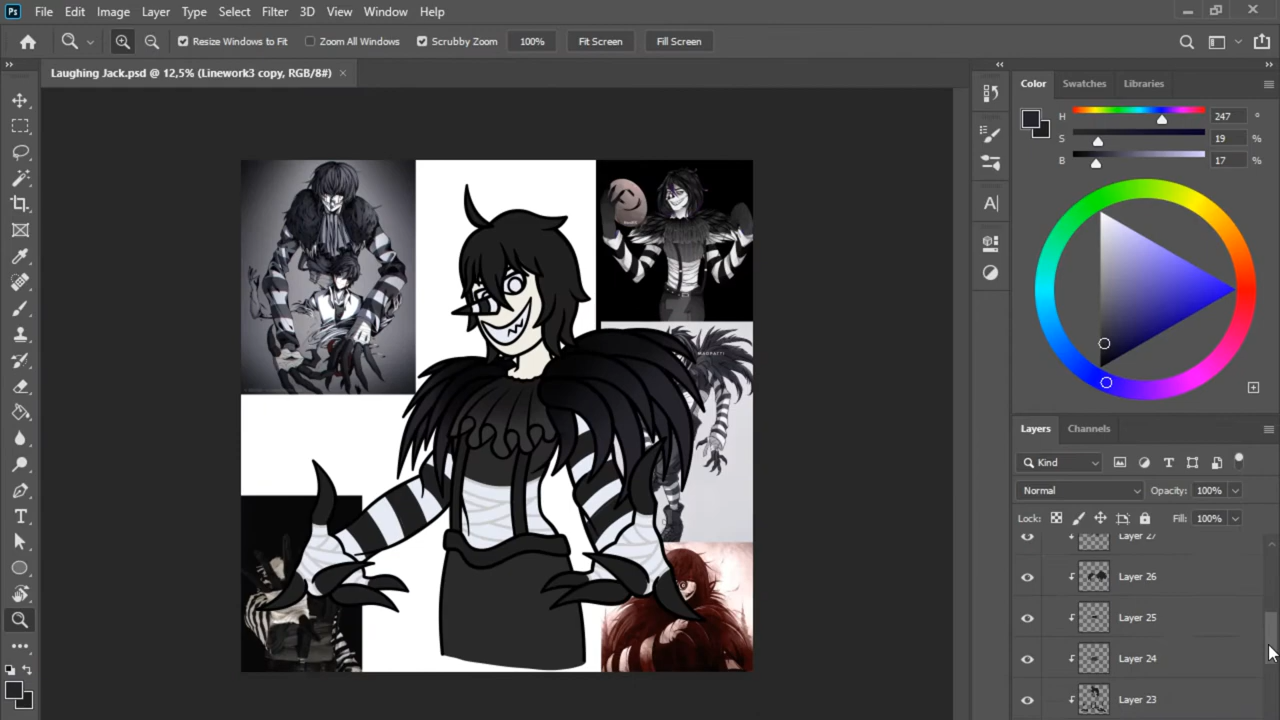 Ps File Edit Image Layer Type Select Filter 3D View Window Help
Resize Windows to Fit Zoom All Windows Scrubby Zoom 100% Fit Screen Fill Screen
Laughing Jack.psd @ 12,5% (Linework3 copy, RGB/8#) ×
Color Swatches Libraries
H 247 °
S 19 %
B 17 %
Layers Channels
Kind
Normal Opacity: 100%
Lock: Fill: 100%
Layer 27
Layer 26
Layer 25
Layer 24
Layer 23